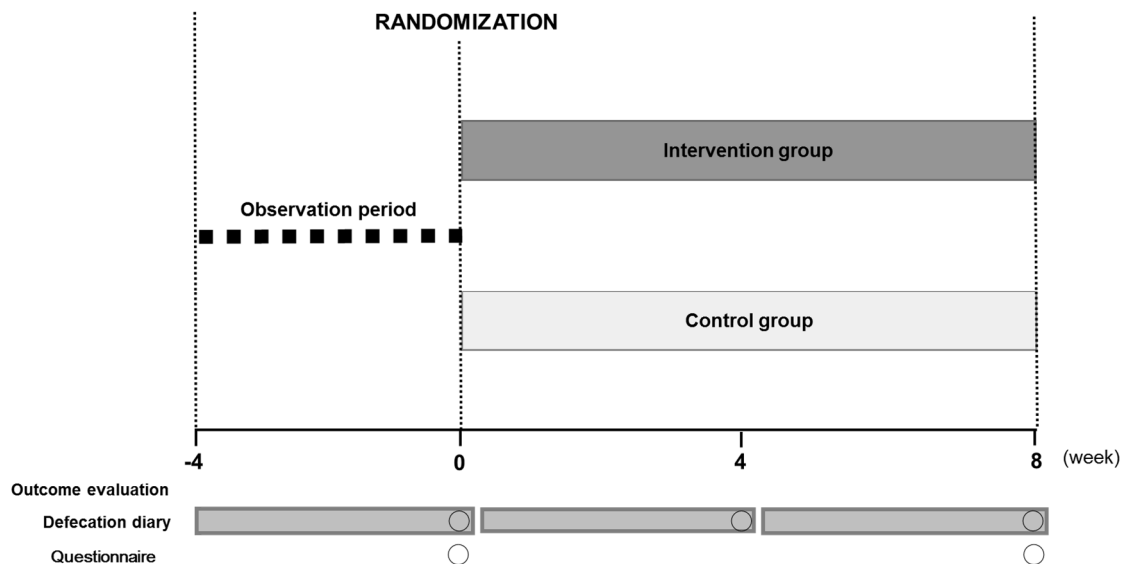 RANDOMIZATION
Intervention group
Observation period
Control group
-4 0 4 8 (week)
Outcome evaluation
Defecation diary
Questionnaire